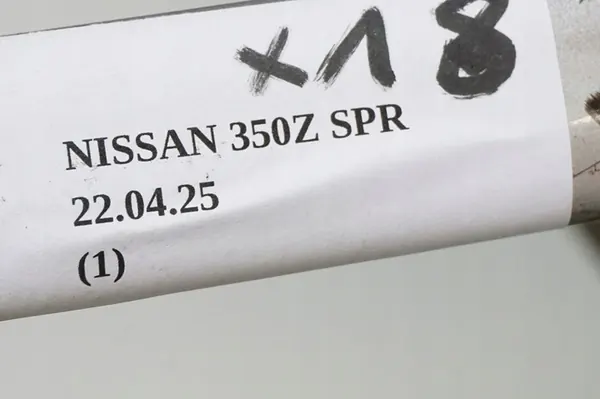 x18
NISSAN 350Z SPR
22.04.25
(1)